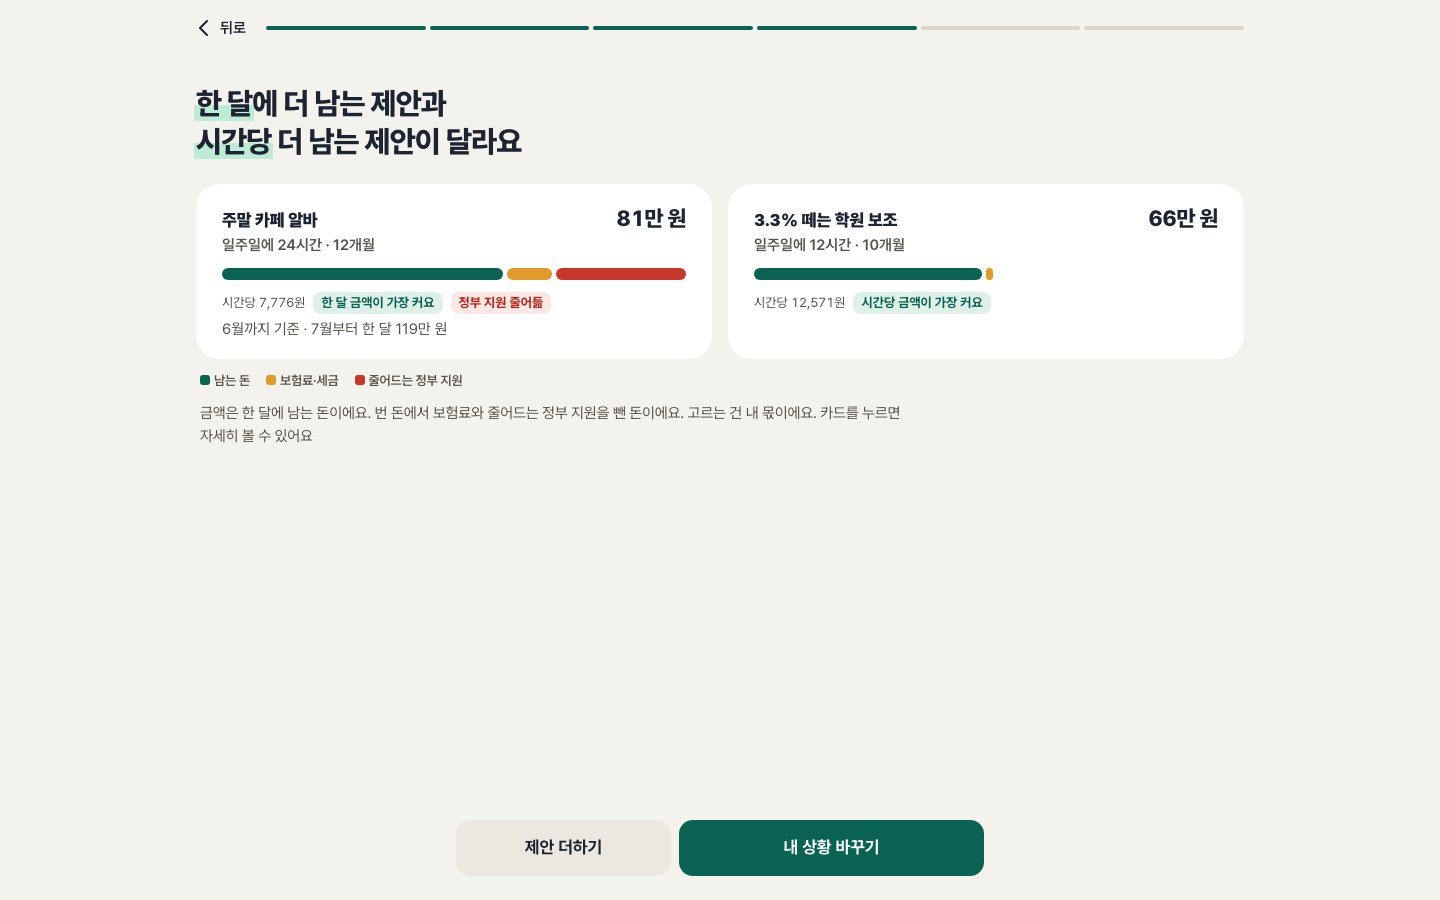 뒤로
한 달에 더 남는 제안과
시간당 더 남는 제안이 달라요
주말 카페 알바
81만 원
일주일에 24시간 · 12개월
시간당 7,776원
한 달 금액이 가장 커요
정부 지원 줄어듦
6월까지 기준 · 7월부터 한 달 119만 원
3.3% 떼는 학원 보조
66만 원
일주일에 12시간 · 10개월
시간당 12,571원
시간당 금액이 가장 커요
남는 돈
보험료·세금
줄어드는 정부 지원
금액은 한 달에 남는 돈이에요. 번 돈에서 보험료와 줄어드는 정부 지원을 뺀 돈이에요. 고르는 건 내 몫이에요. 카드를 누르면
자세히 볼 수 있어요
제안 더하기
내 상황 바꾸기